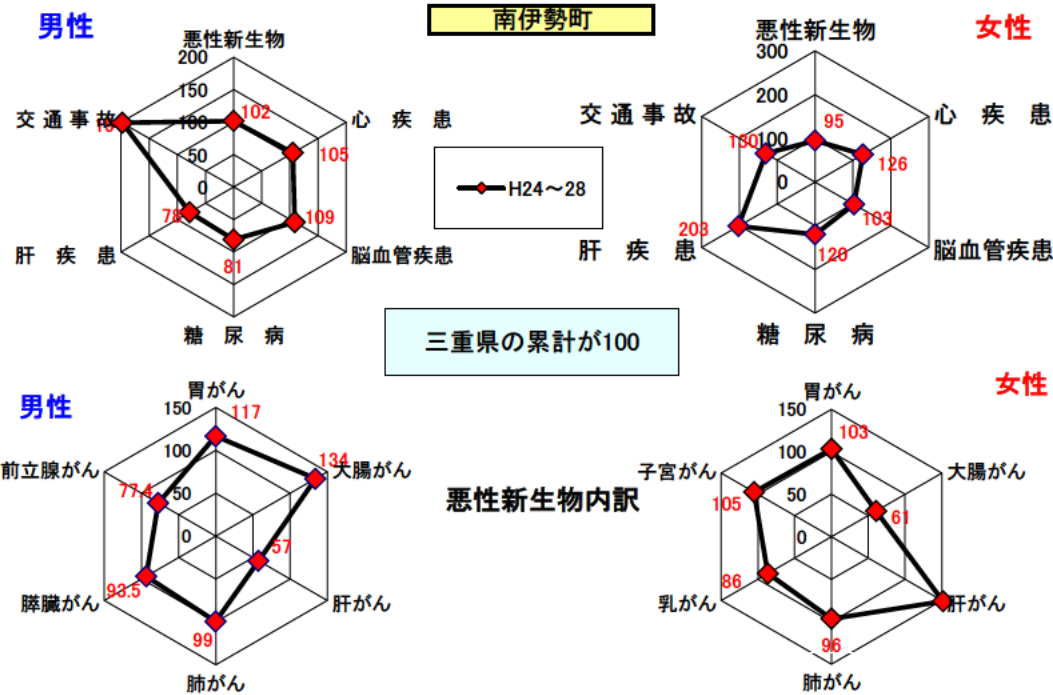 南伊勢町
男性
悪性新生物
200
150
100
50
0
102
心 疾 患
105
109
脳血管疾患
81
糖 尿 病
78
肝 疾 患
交 通 事 故
H24～28
女性
悪性新生物
300
200
100
0
95
心 疾 患
126
103
脳血管疾患
120
糖 尿 病
203
肝 疾 患
130
交 通 事 故
三重県の累計が100
男性
胃がん
150
100
50
0
117
134
大腸がん
57
肝がん
99
肺がん
93.5
膵臓がん
77.4
前立腺がん
悪性新生物内訳
女性
胃がん
150
100
50
0
103
大腸がん
61
肝がん
96
肺がん
86
乳がん
105
子宮がん